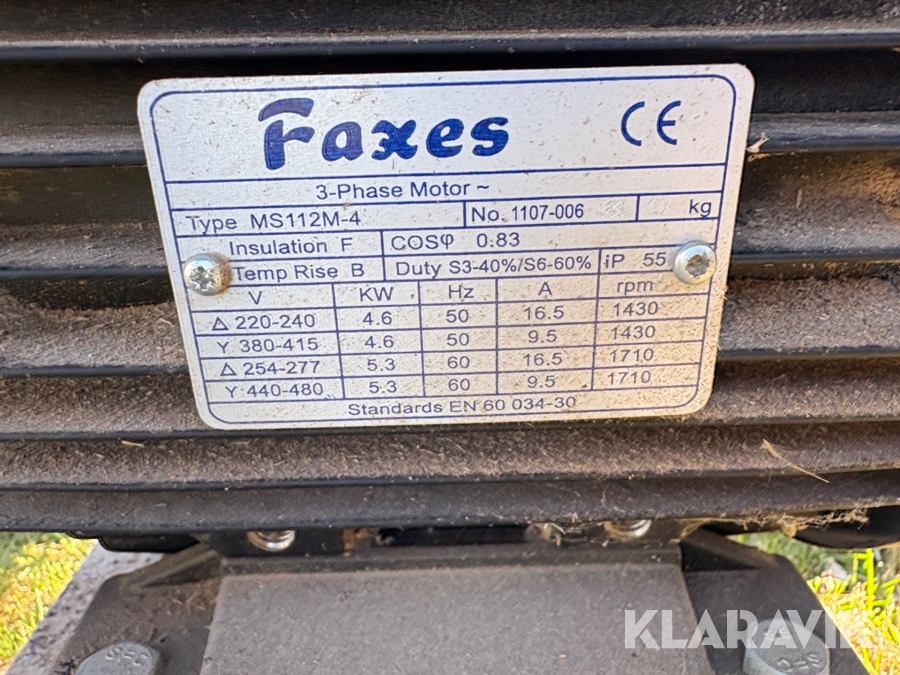 Faxes CE
3-Phase Motor ~
Type MS112M-4 No. 1107-006 kg
Insulation F COSφ 0.83
Temp Rise B Duty S3-40%/S6-60% iP 55
V KW Hz A rpm
Δ 220-240 4.6 50 16.5 1430
Y 380-415 4.6 50 9.5 1430
Δ 254-277 5.3 60 16.5 1710
Y 440-480 5.3 60 9.5 1710
Standards EN 60 034-30
KLARAVIK
SFC
SFC